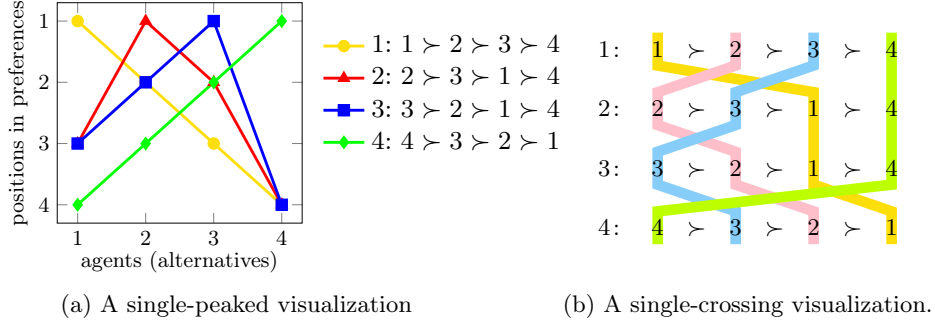 positions in preferences
1
2
3
4
1 2 3 4
agents (alternatives)
1: 1 ≻ 2 ≻ 3 ≻ 4
2: 2 ≻ 3 ≻ 1 ≻ 4
3: 3 ≻ 2 ≻ 1 ≻ 4
4: 4 ≻ 3 ≻ 2 ≻ 1
(a) A single-peaked visualization
1: 1 ≻ 2 ≻ 3 ≻ 4
2: 2 ≻ 3 ≻ 1 ≻ 4
3: 3 ≻ 2 ≻ 1 ≻ 4
4: 4 ≻ 3 ≻ 2 ≻ 1
(b) A single-crossing visualization.